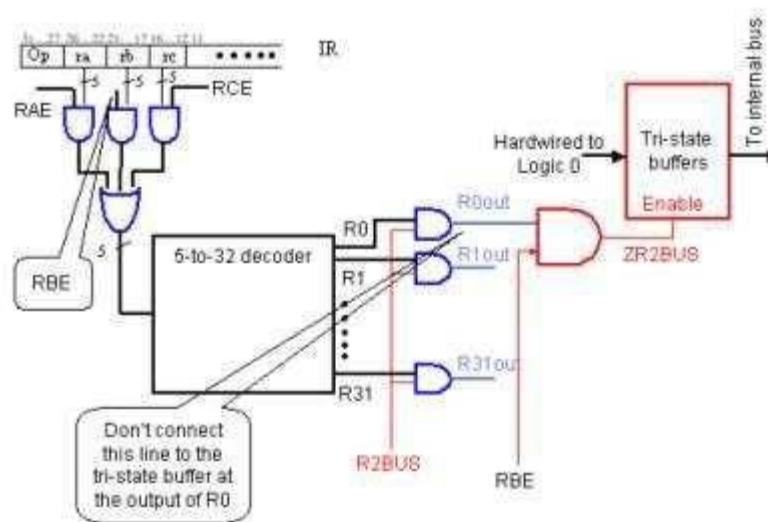 Op ra rb rc
IR
5 5 5
RAE
RCE
RBE
5
5-to-32 decoder
R0
R1
R31
R0out
R1out
R31out
Hardwired to
Logic 0
Tri-state
buffers
Enable
To internal bus
ZR2BUS
Don't connect
this line to the
tri-state buffer at
the output of R0
R2BUS
RBE